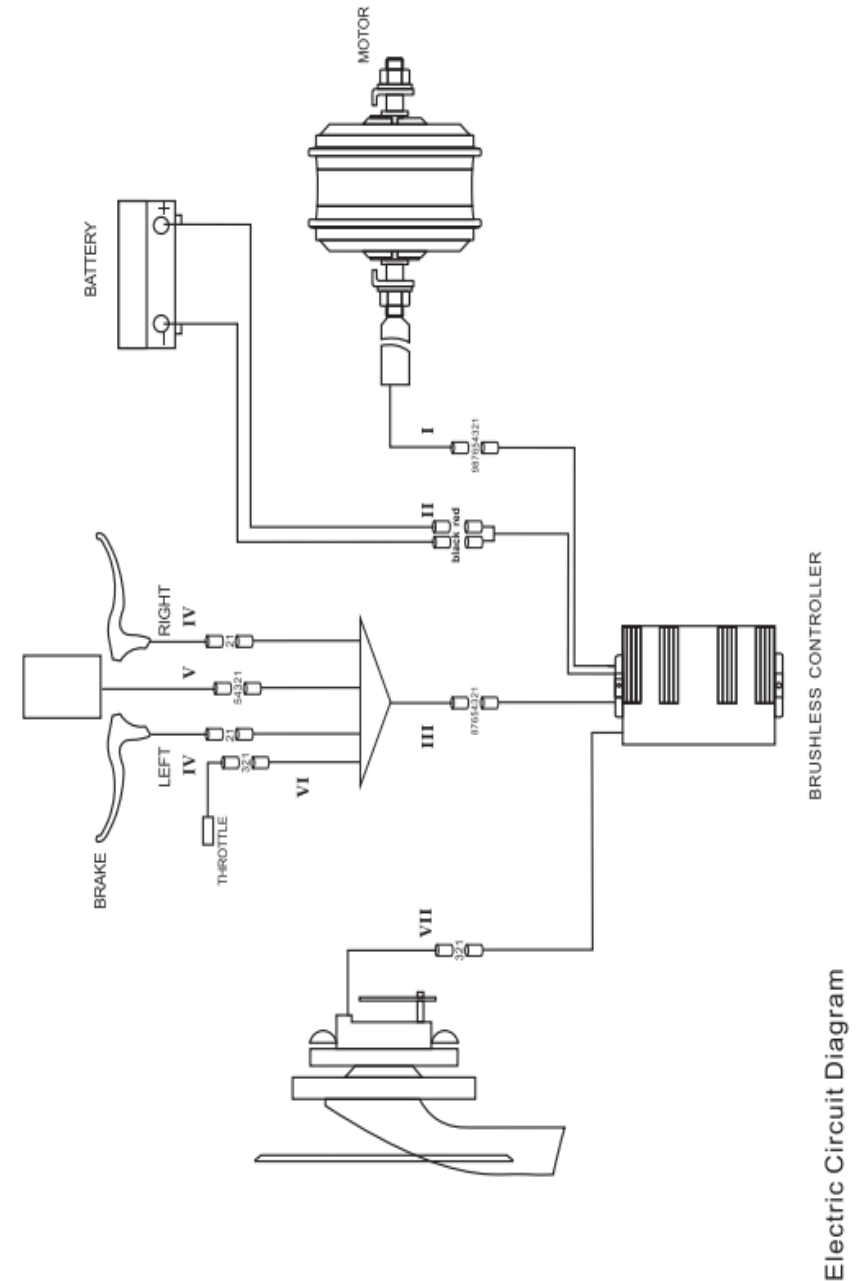 MOTOR
BATTERY
+
−
I
987654321
II
black red
RIGHT
IV
21
V
54321
LEFT
IV
21
VI
321
THROTTLE
BRAKE
III
87654321
VII
321
BRUSHLESS CONTROLLER
Electric Circuit Diagram